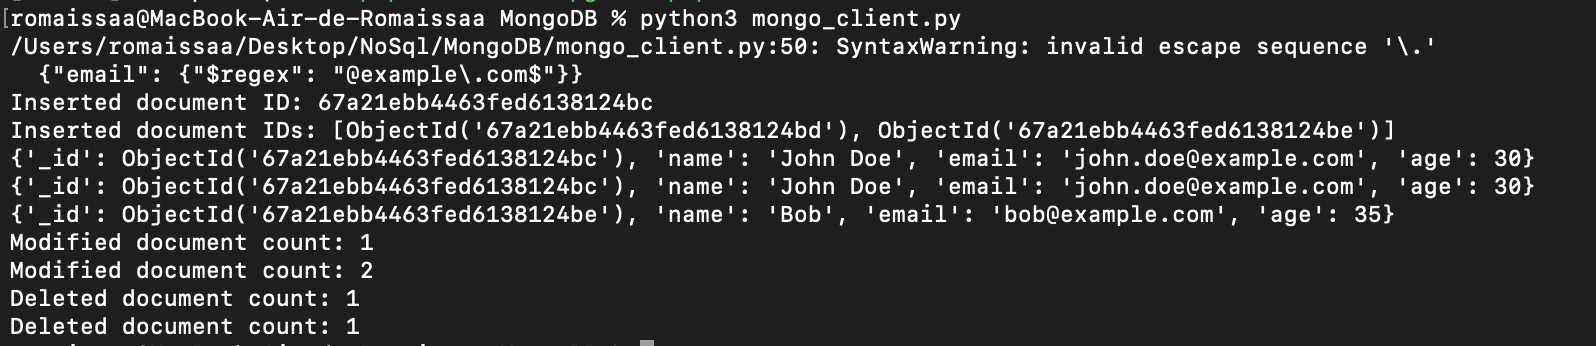 [romaissaa@MacBook-Air-de-Romaissaa MongoDB % python3 mongo_client.py
/Users/romaissaa/Desktop/NoSql/MongoDB/mongo_client.py:50: SyntaxWarning: invalid escape sequence '\.'
  {"email": {"$regex": "@example\.com$"}}
Inserted document ID: 67a21ebb4463fed6138124bc
Inserted document IDs: [ObjectId('67a21ebb4463fed6138124bd'), ObjectId('67a21ebb4463fed6138124be')]
{'_id': ObjectId('67a21ebb4463fed6138124bc'), 'name': 'John Doe', 'email': 'john.doe@example.com', 'age': 30}
{'_id': ObjectId('67a21ebb4463fed6138124bc'), 'name': 'John Doe', 'email': 'john.doe@example.com', 'age': 30}
{'_id': ObjectId('67a21ebb4463fed6138124be'), 'name': 'Bob', 'email': 'bob@example.com', 'age': 35}
Modified document count: 1
Modified document count: 2
Deleted document count: 1
Deleted document count: 1